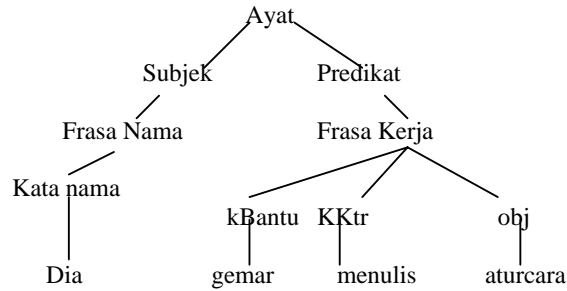 Ayat
Subjek Predikat
Frasa Nama Frasa Kerja
Kata nama
kBantu KKtr obj
Dia gemar menulis aturcara